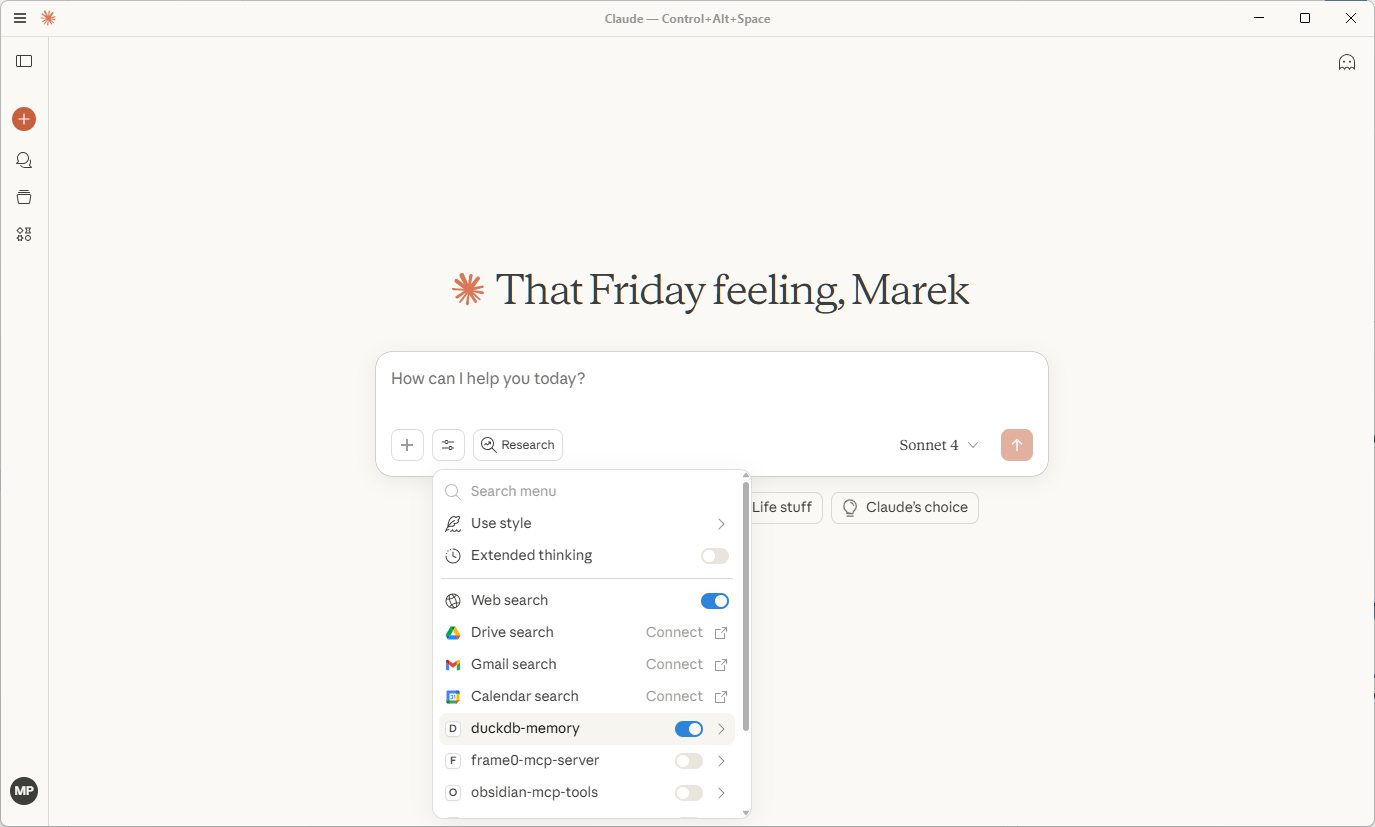 Claude — Control+Alt+Space
That Friday feeling, Marek
How can I help you today?
Research
Sonnet 4
Search menu
Life stuff
Claude's choice
Use style
Extended thinking
Web search
Drive search Connect
Gmail search Connect
31 Calendar search Connect
D duckdb-memory
F frame0-mcp-server
O obsidian-mcp-tools
MP